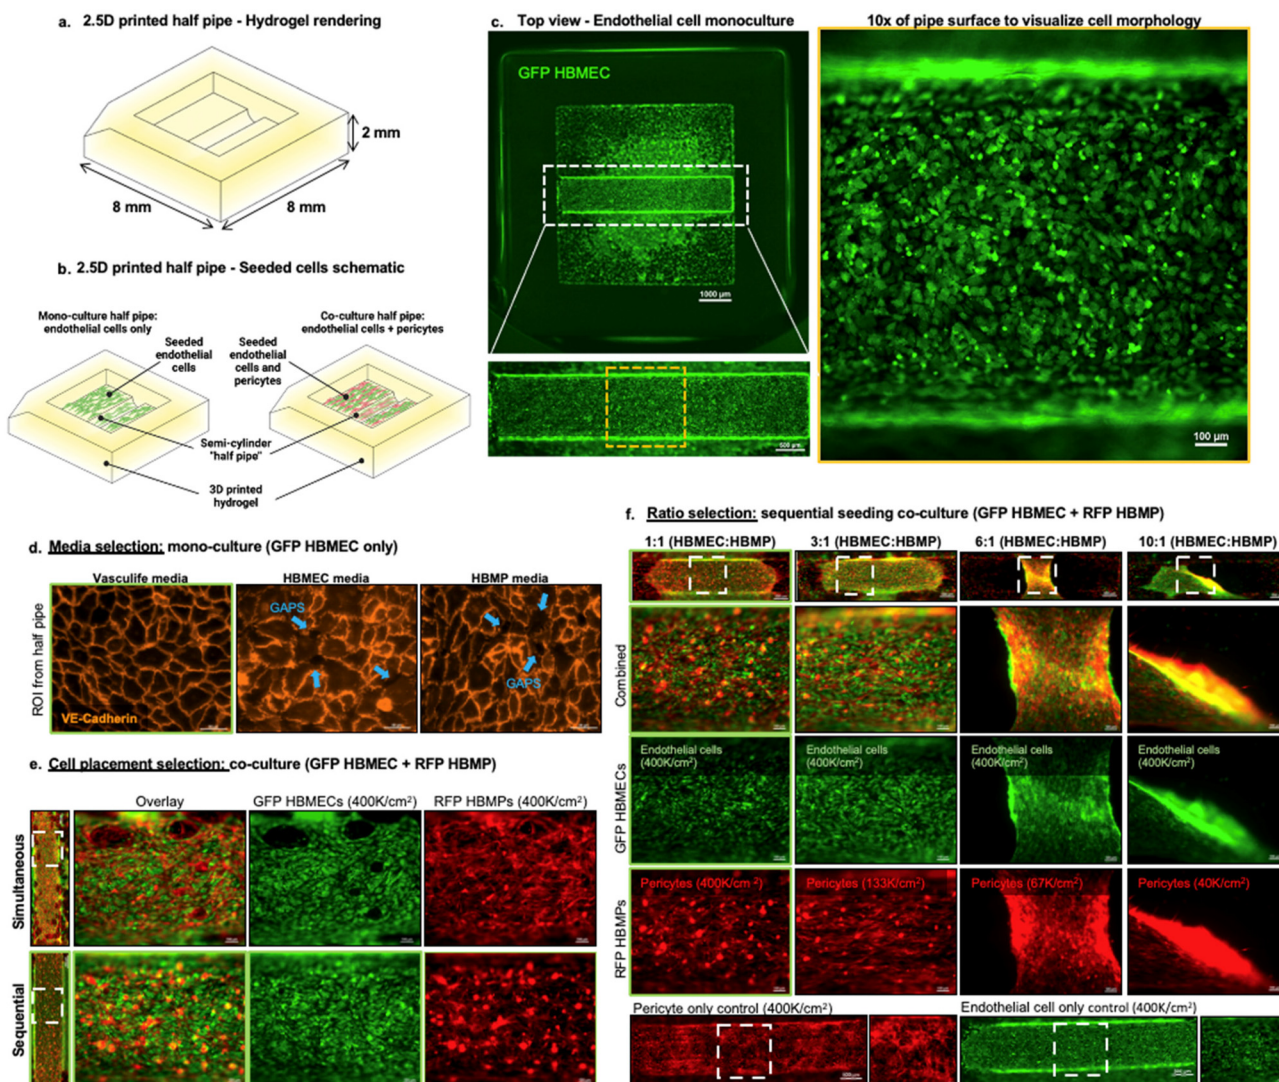 a. 2.5D printed half pipe - Hydrogel rendering
2 mm
8 mm
8 mm
b. 2.5D printed half pipe - Seeded cells schematic
Mono-culture half pipe:
endothelial cells only
Seeded
endothelial
cells
Co-culture half pipe:
endothelial cells + pericytes
Seeded
endothelial
cells and
pericytes
Semi-cylinder
"half pipe"
3D printed
hydrogel
c. Top view - Endothelial cell monoculture
GFP HBMEC
1000 µm
500 µm
10x of pipe surface to visualize cell morphology
100 µm
d. Media selection: mono-culture (GFP HBMEC only)
Vasculife media
HBMEC media
HBMP media
ROI from half pipe
VE-Cadherin
GAPS
GAPS
e. Cell placement selection: co-culture (GFP HBMEC + RFP HBMP)
Overlay
GFP HBMECs (400K/cm²)
RFP HBMPs (400K/cm²)
Simultaneous
Sequential
f. Ratio selection: sequential seeding co-culture (GFP HBMEC + RFP HBMP)
1:1 (HBMEC:HBMP)
3:1 (HBMEC:HBMP)
6:1 (HBMEC:HBMP)
10:1 (HBMEC:HBMP)
Combined
GFP HBMECs
Endothelial cells
(400K/cm²)
Endothelial cells
(400K/cm²)
Endothelial cells
(400K/cm²)
Endothelial cells
(400K/cm²)
RFP HBMPs
Pericytes (400K/cm²)
Pericytes (133K/cm²)
Pericytes (67K/cm²)
Pericytes (40K/cm²)
Pericyte only control (400K/cm²)
Endothelial cell only control (400K/cm²)